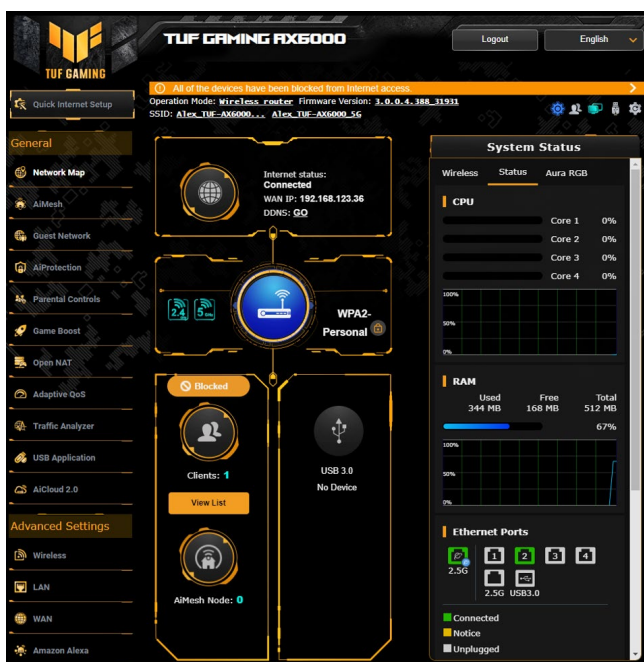 TUF GAMING
TUF GAMING AX6000
Logout
English
All of the devices have been blocked from Internet access.
Quick Internet Setup
Operation Mode: Wireless router Firmware Version: 3.0.0.4.388_31931
SSID: Alex_TUF-AX6000... Alex_TUF-AX6000_5G
General
Network Map
AiMesh
Guest Network
AiProtection
Parental Controls
Game Boost
Open NAT
Adaptive QoS
Traffic Analyzer
USB Application
AiCloud 2.0
Advanced Settings
Wireless
LAN
WAN
Amazon Alexa
Internet status:
Connected
WAN IP: 192.168.123.36
DDNS: GO
2.4
5
WPA2-
Personal
Blocked
Clients: 1
View List
AiMesh Node: 0
USB 3.0
No Device
System Status
Wireless Status Aura RGB
CPU
Core 1 0%
Core 2 0%
Core 3 0%
Core 4 0%
100%
50%
0%
RAM
Used Free Total
344 MB 168 MB 512 MB
67%
100%
50%
0%
Ethernet Ports
1 2 3 4
2.5G
2.5G USB3.0
Connected
Notice
Unplugged